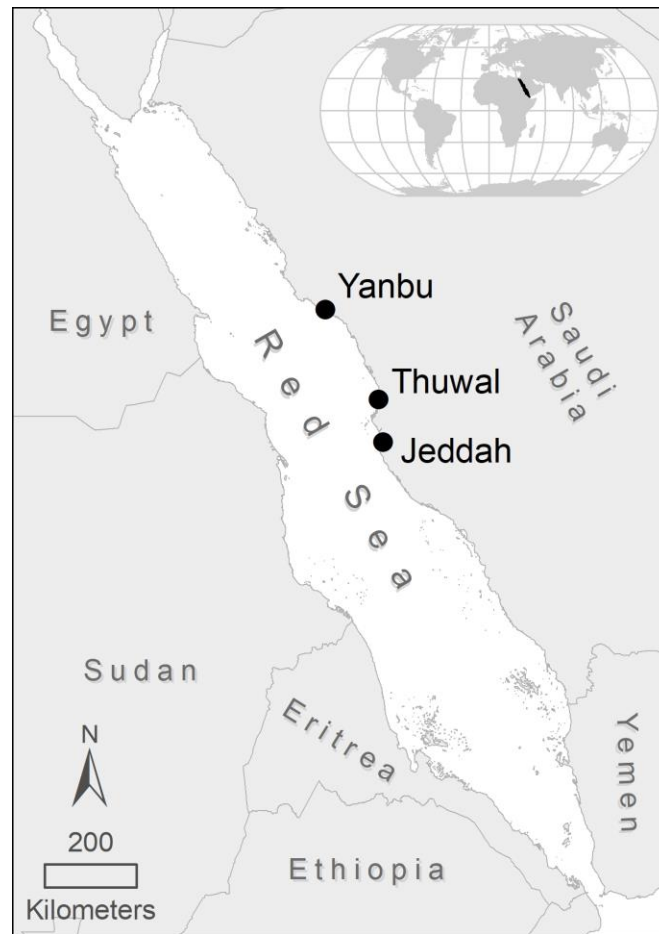 Yanbu
Egypt
Saudi
Arabia
Red Sea
Thuwal
Jeddah
Sudan
Eritrea
Yemen
N
200
Kilometers
Ethiopia